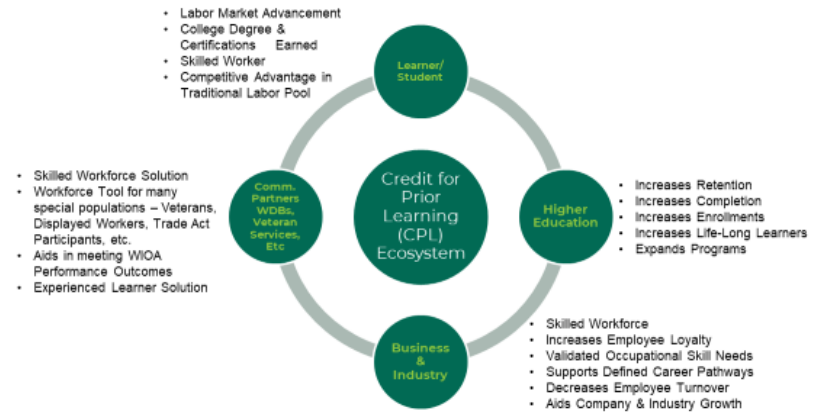 • Labor Market Advancement
• College Degree &
Certifications Earned
• Skilled Worker
• Competitive Advantage in
Traditional Labor Pool
Learner/
Student
• Skilled Workforce Solution
• Workforce Tool for many
special populations – Veterans,
Displayed Workers, Trade Act
Participants, etc.
• Aids in meeting WIOA
Performance Outcomes
• Experienced Learner Solution
Comm.
Partners
WDBs,
Veteran
Services,
Etc
Credit for
Prior
Learning
(CPL)
Ecosystem
Higher
Education
• Increases Retention
• Increases Completion
• Increases Enrollments
• Increases Life-Long Learners
• Expands Programs
Business
&
Industry
• Skilled Workforce
• Increases Employee Loyalty
• Validated Occupational Skill Needs
• Supports Defined Career Pathways
• Decreases Employee Turnover
• Aids Company & Industry Growth